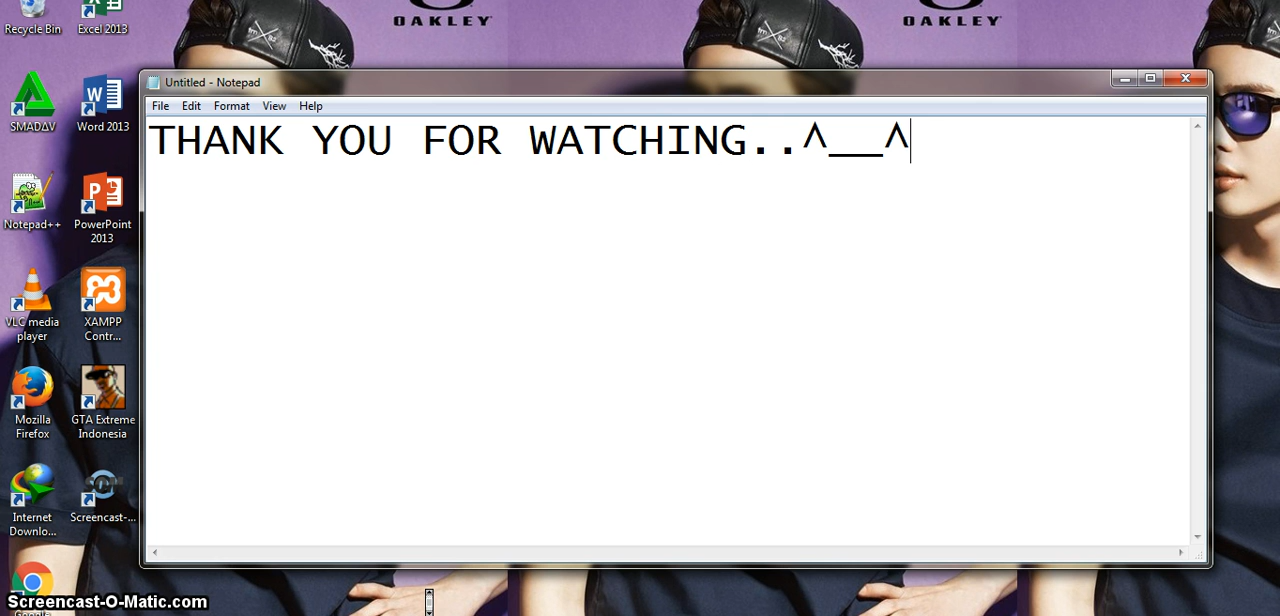 OAKLEY OAKLEY
Recycle Bin
Excel 2013
Untitled - Notepad
File Edit Format View Help
THANK YOU FOR WATCHING..^__^
SMADΔV
Word 2013
Notepad++
PowerPoint
2013
VLC media
player
XAMPP
Contr...
Mozilla
Firefox
GTA Extreme
Indonesia
Internet
Downlo...
Screencast-...
Screencast-O-Matic.com